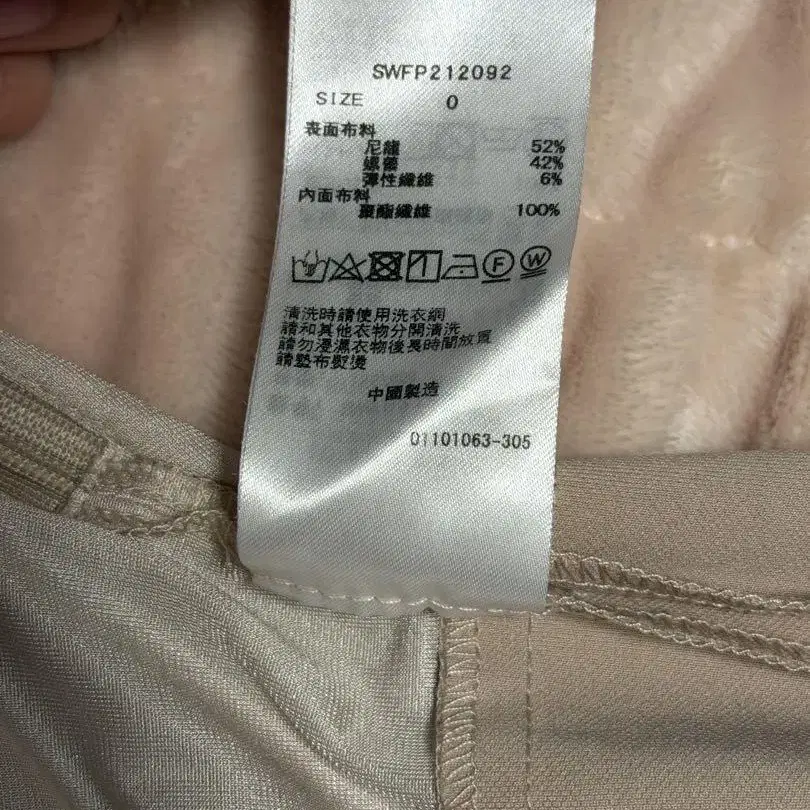 SWFP212092
SIZE 0
表面布料
尼龍 52%
嫘縈 42%
彈性纖維 6%
內面布料
聚酯纖維 100%
F W
清洗時請使用洗衣網
請和其他衣物分開清洗
請勿浸濕衣物後長時間放置
請墊布熨燙
中國製造
01101063-305